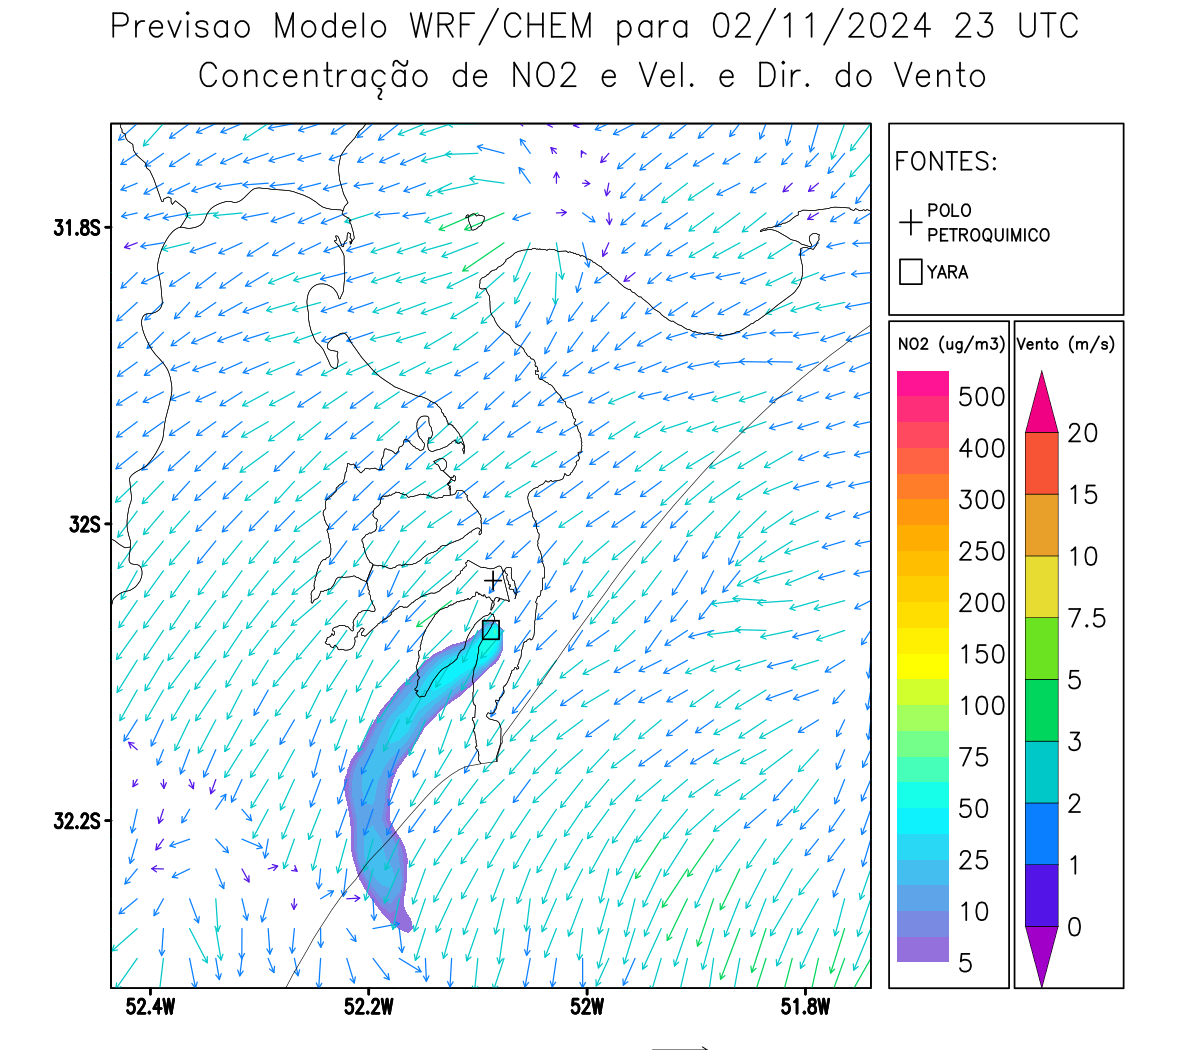 Previsao Modelo WRF/CHEM para 02/11/2024 23 UTC
Concentração de NO2 e Vel. e Dir. do Vento
FONTES:
POLO
PETROQUIMICO
YARA
NO2 (ug/m3)
500
400
300
250
200
150
100
75
50
25
10
5
Vento (m/s)
20
15
10
7.5
5
3
2
1
0
31.8S
32S
32.2S
52.4W
52.2W
52W
51.8W